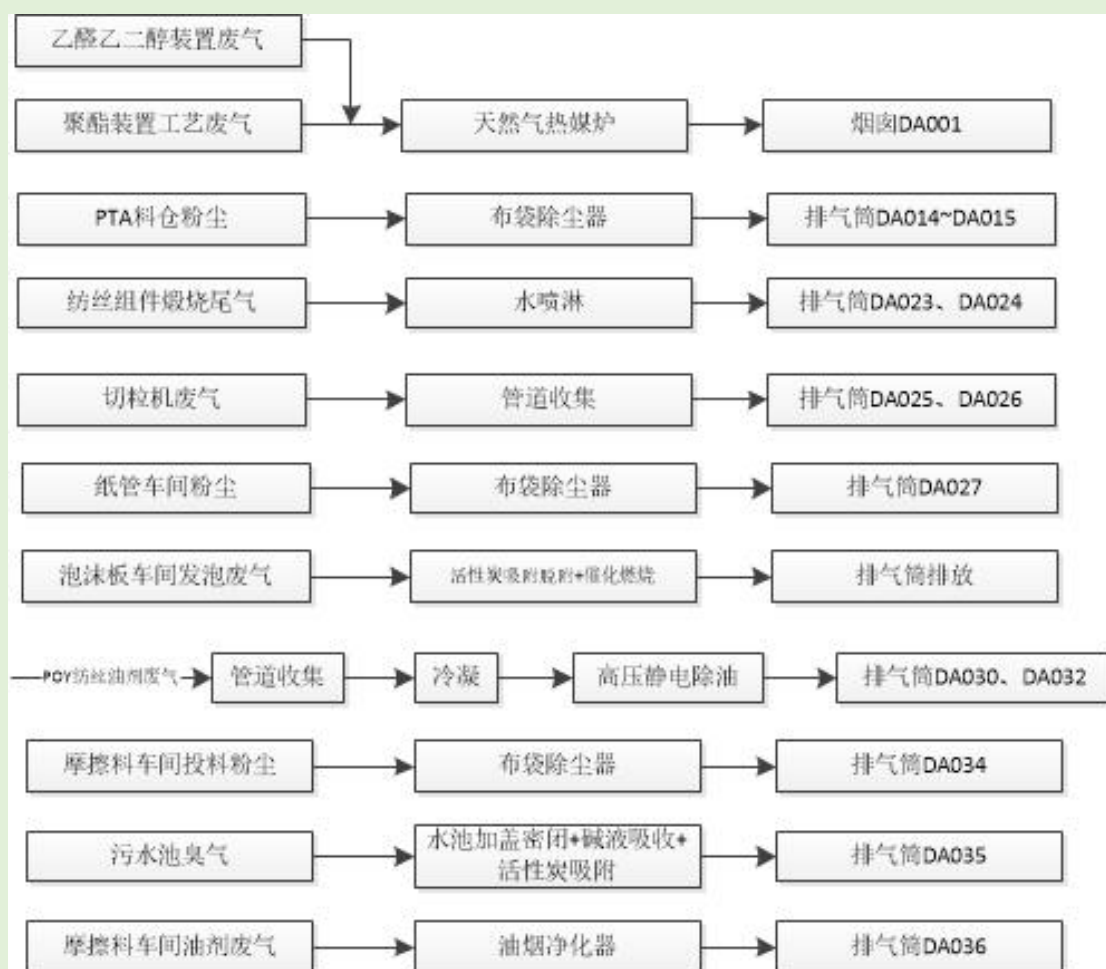 乙醛乙二醇装置废气
聚酯装置工艺废气 天然气热媒炉 烟囱DA001
PTA料仓粉尘 布袋除尘器 排气筒DA014~DA015
纺丝组件煅烧尾气 水喷淋 排气筒DA023、DA024
切粒机废气 管道收集 排气筒DA025、DA026
纸管车间粉尘 布袋除尘器 排气筒DA027
泡沫板车间发泡废气 活性炭吸附脱附+催化燃烧 排气筒排放
POY纺丝油剂废气 管道收集 冷凝 高压静电除油 排气筒DA030、DA032
摩擦料车间投料粉尘 布袋除尘器 排气筒DA034
污水池臭气 水池加盖密闭+碱液吸收+
活性炭吸附 排气筒DA035
摩擦料车间油剂废气 油烟净化器 排气筒DA036